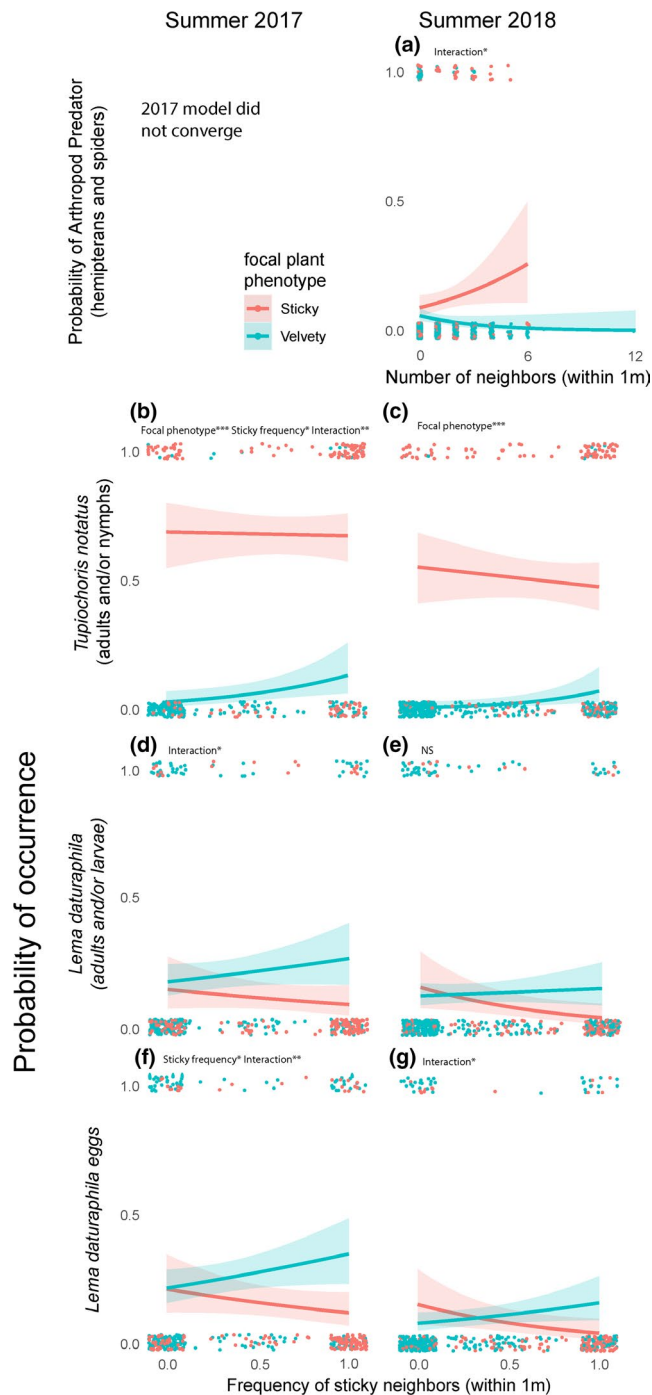 Summer 2017
Summer 2018
(a)
Interaction*
1.0
2017 model did
not converge
Probability of Arthropod Predator
(hemipterans and spiders)
0.5
focal plant
phenotype
Sticky
Velvety
0.0
0
6
12
Number of neighbors (within 1m)
(b)
(c)
Focal phenotype*** Sticky frequency* Interaction**
Focal phenotype***
1.0
Tupiochoris notatus
(adults and/or nymphs)
0.5
0.0
Probability of occurrence
(d)
Interaction*
(e)
NS
1.0
Lema daturaphila
(adults and/or larvae)
0.5
0.0
(f)
Sticky frequency* Interaction**
(g)
Interaction*
1.0
Lema daturaphila eggs
0.5
0.0
0.0
0.5
1.0
0.0
0.5
1.0
Frequency of sticky neighbors (within 1m)